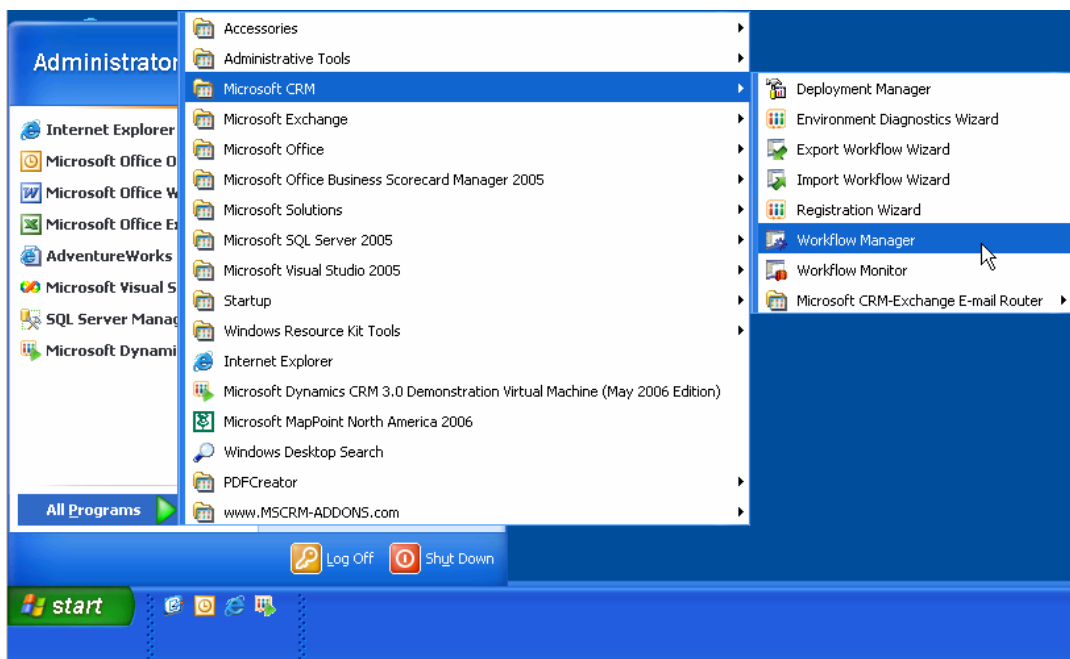 Administrator
Internet Explorer
Microsoft Office O
Microsoft Office W
Microsoft Office E
AdventureWorks
Microsoft Visual S
SQL Server Manag
Microsoft Dynami
All Programs
Accessories
Administrative Tools
Microsoft CRM
Microsoft Exchange
Microsoft Office
Microsoft Office Business Scorecard Manager 2005
Microsoft Solutions
Microsoft SQL Server 2005
Microsoft Visual Studio 2005
Startup
Windows Resource Kit Tools
Internet Explorer
Microsoft Dynamics CRM 3.0 Demonstration Virtual Machine (May 2006 Edition)
Microsoft MapPoint North America 2006
Windows Desktop Search
PDFCreator
www.MSCRM-ADDONS.com
Deployment Manager
Environment Diagnostics Wizard
Export Workflow Wizard
Import Workflow Wizard
Registration Wizard
Workflow Manager
Workflow Monitor
Microsoft CRM-Exchange E-mail Router
Log Off
Shut Down
start